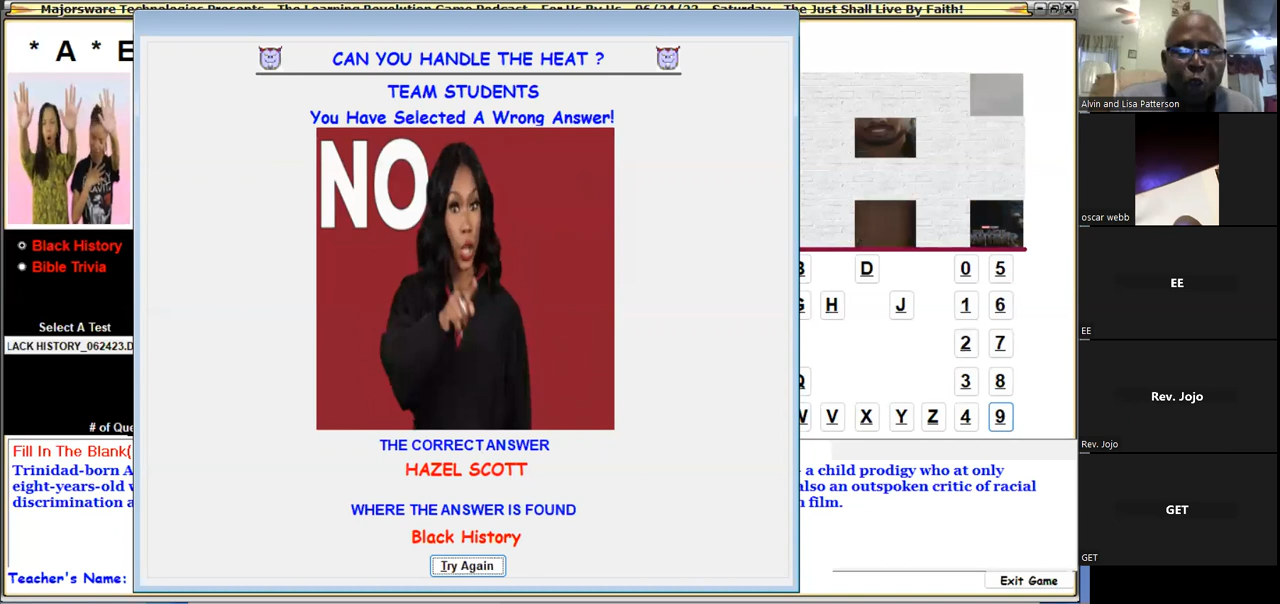 Majorsware Technologies Presents - The Learning Revolution Game Podcast - For Us By Us - 06/24/23 - Saturday - The Just Shall Live By Faith!
* A * E
CAN YOU HANDLE THE HEAT ?
TEAM STUDENTS
You Have Selected A Wrong Answer!
NO
THE CORRECT ANSWER
HAZEL SCOTT
WHERE THE ANSWER IS FOUND
Black History
Try Again
Black History
Bible Trivia
Select A Test
LACK HISTORY_062423.D
# of Que
Fill In The Blank(
Trinidad-born A
eight-years-old
discrimination a
Teacher's Name:
D 0 5
H J 1 6
2 7
3 8
V X Y Z 4 9
a child prodigy who at only
also an outspoken critic of racial
film.
Exit Game
Alvin and Lisa Patterson
oscar webb
EE
EE
Rev. Jojo
Rev. Jojo
GET
GET